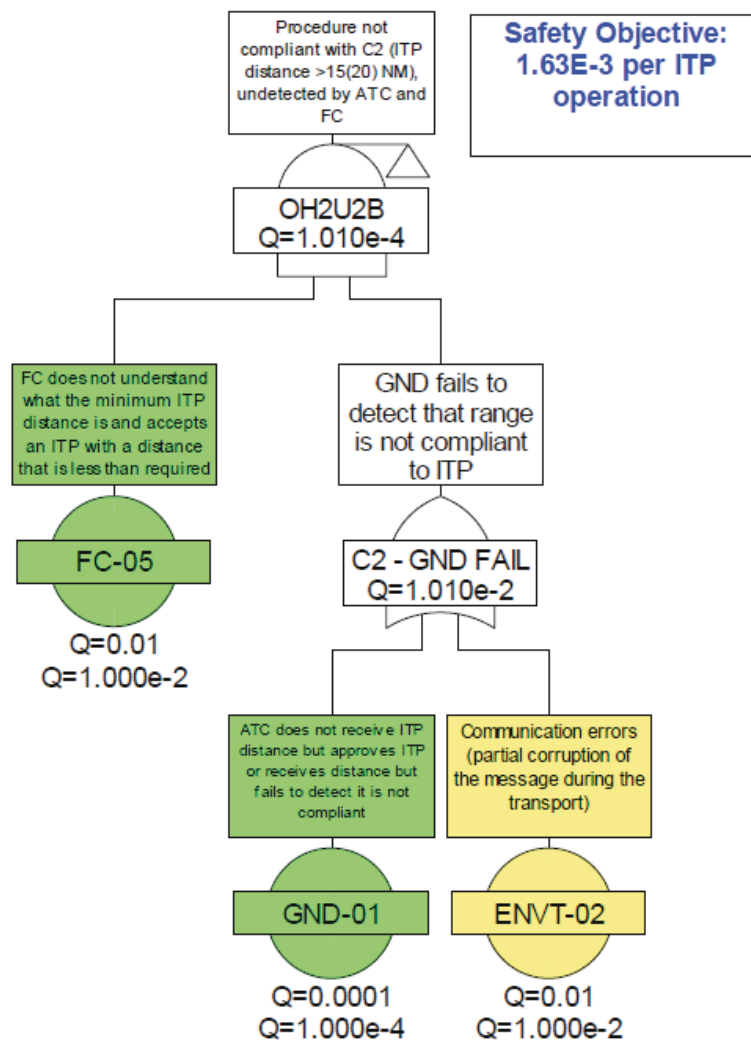 Procedure not
compliant with C2 (ITP
distance >15(20) NM),
undetected by ATC and
FC
Safety Objective:
1.63E-3 per ITP
operation
OH2U2B
Q=1.010e-4
FC does not understand
what the minimum ITP
distance is and accepts
an ITP with a distance
that is less than required
GND fails to
detect that range
is not compliant
to ITP
FC-05
Q=0.01
Q=1.000e-2
C2 - GND FAIL
Q=1.010e-2
ATC does not receive ITP
distance but approves ITP
or receives distance but
fails to detect it is not
compliant
Communication errors
(partial corruption of
the message during the
transport)
GND-01
Q=0.0001
Q=1.000e-4
ENVT-02
Q=0.01
Q=1.000e-2